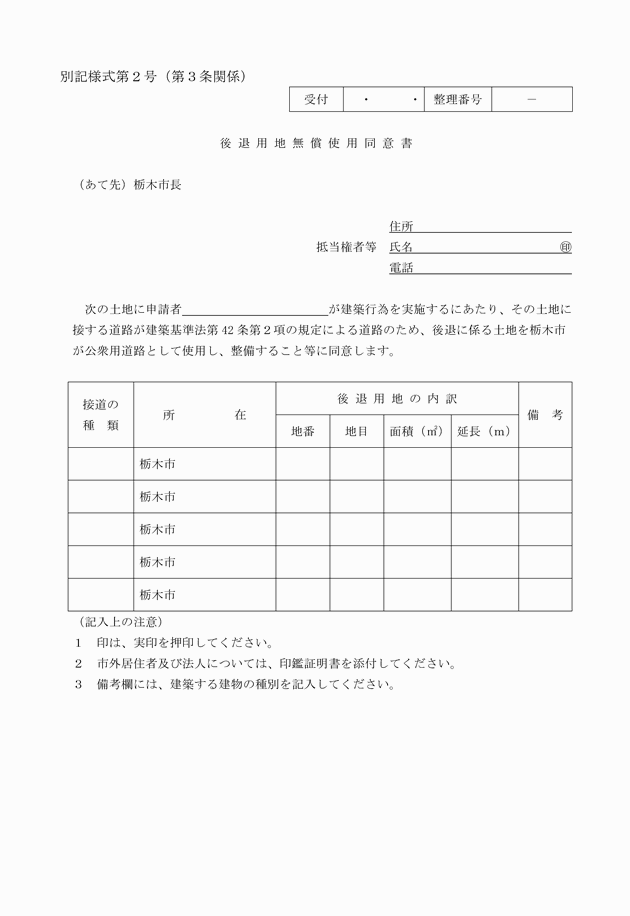 別記様式第２号（第３条関係）
受付　・　・　整理番号　－
後退用地無償使用同意書
（あて先）栃木市長
住所
抵当権者等　氏名　㊞
電話
次の土地に申請者　が建築行為を実施するにあたり、その土地に
接する道路が建築基準法第 42 条第２項の規定による道路のため、後退に係る土地を栃木市
が公衆用道路として使用し、整備すること等に同意します。
接道の種類　所在　後退用地の内訳　備考
地番　地目　面積（㎡）　延長（ｍ）
栃木市
栃木市
栃木市
栃木市
栃木市
（記入上の注意）
１　印は、実印を押印してください。
２　市外居住者及び法人については、印鑑証明書を添付してください。
３　備考欄には、建築する建物の種別を記入してください。